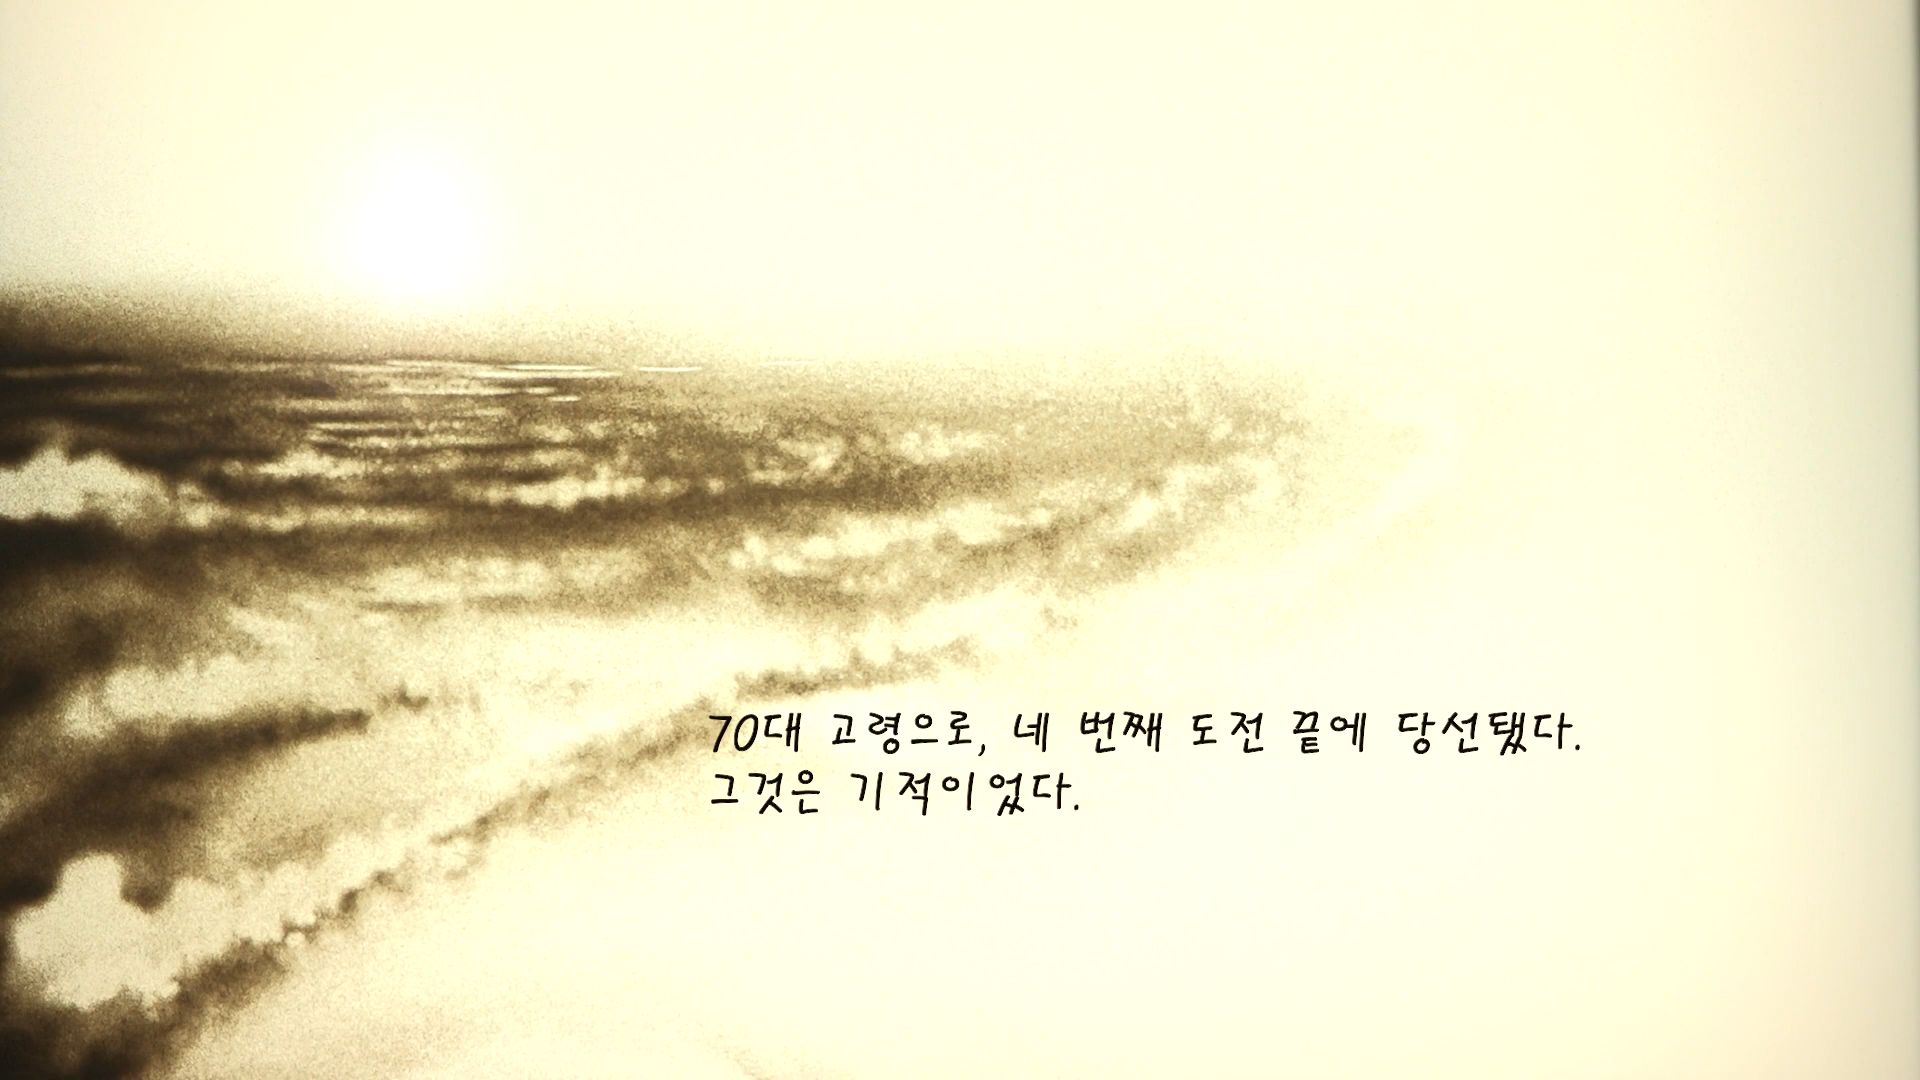 70대 고령으로, 네 번째 도전 끝에 당선됐다.
그것은 기적이었다.